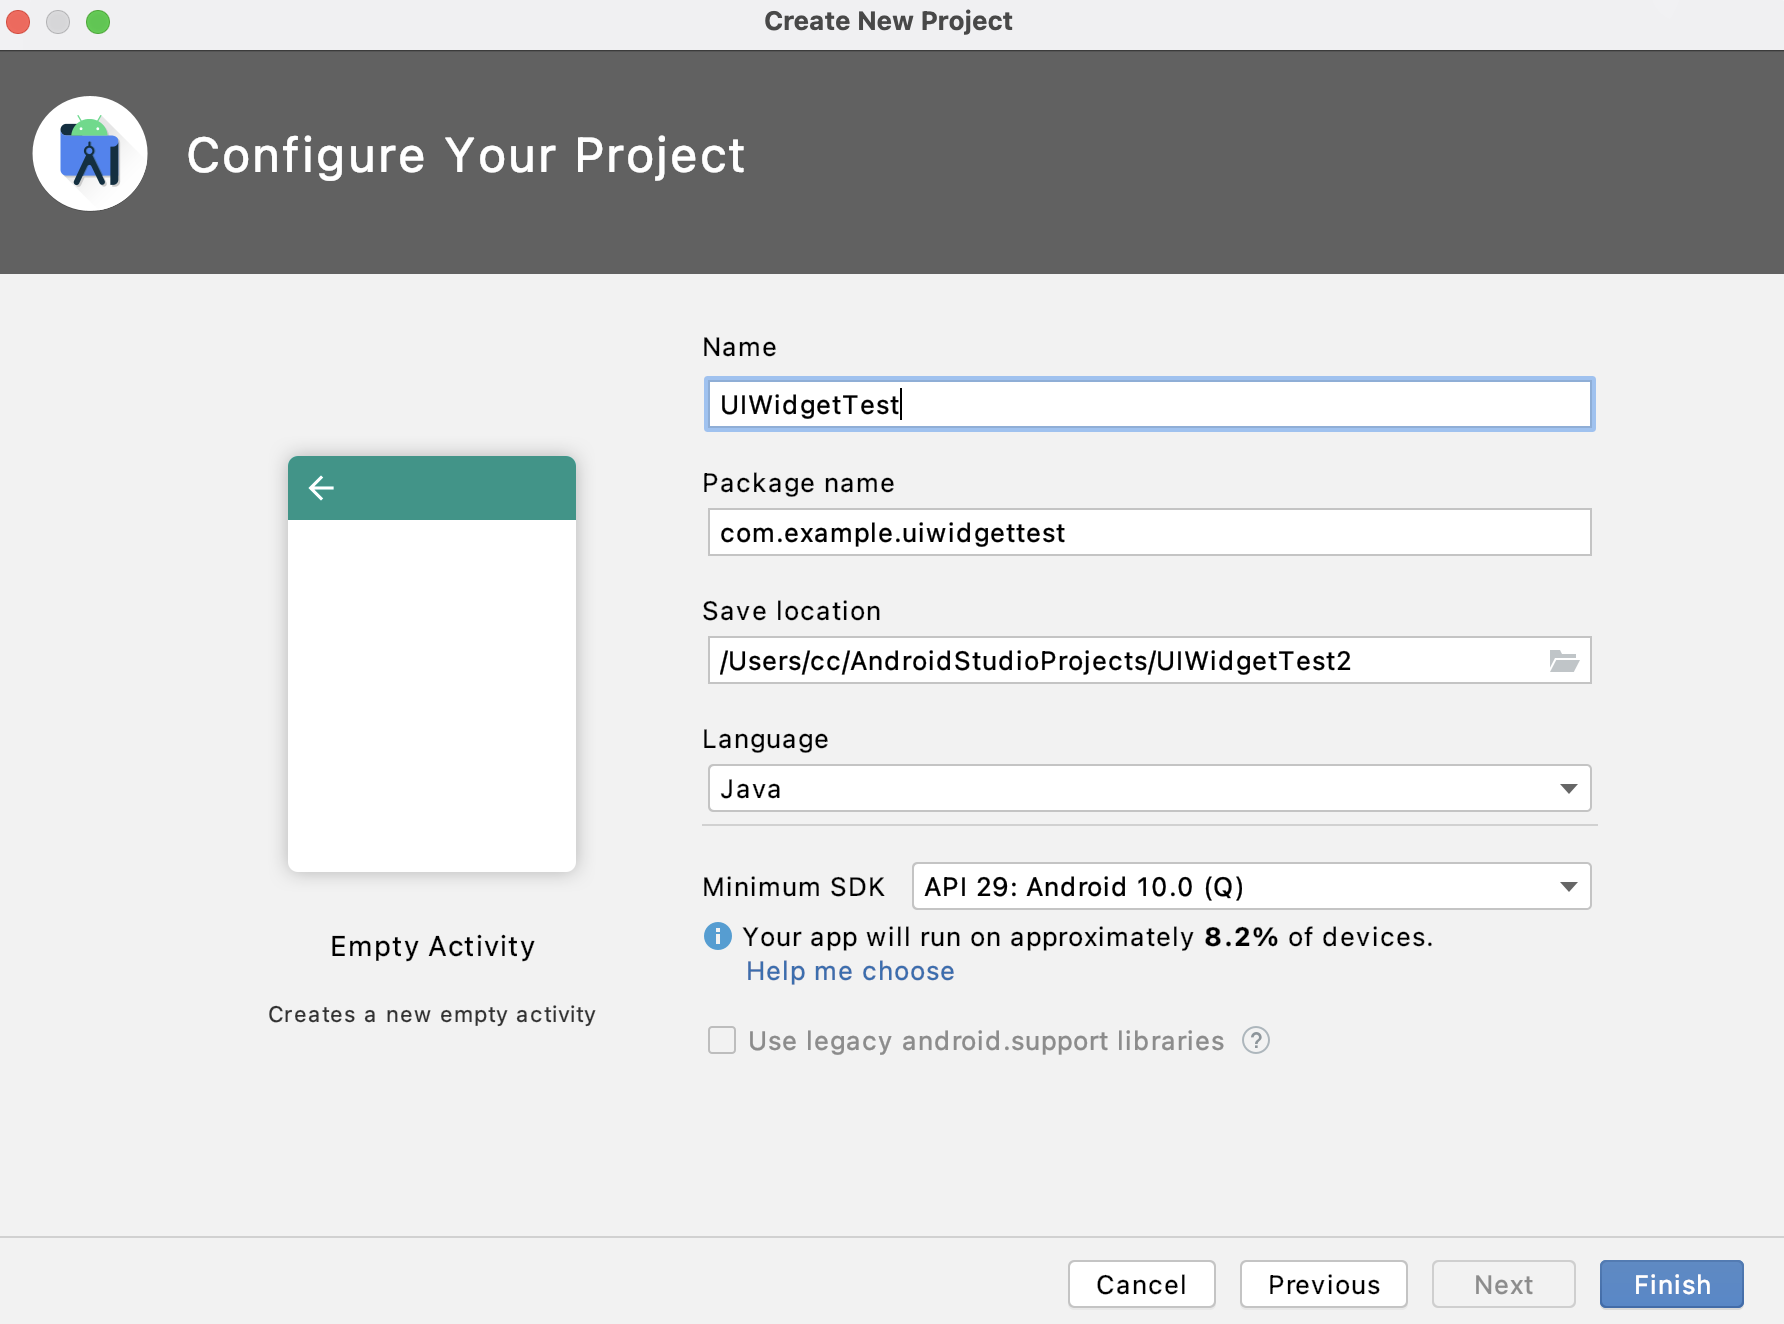 Create New Project
Configure Your Project
Name
UIWidgetTest
Package name
com.example.uiwidgettest
Save location
/Users/cc/AndroidStudioProjects/UIWidgetTest2
Language
Java
Minimum SDK API 29: Android 10.0 (Q)
Your app will run on approximately 8.2% of devices.
Help me choose
Use legacy android.support libraries ?
Empty Activity
Creates a new empty activity
Cancel Previous Next Finish